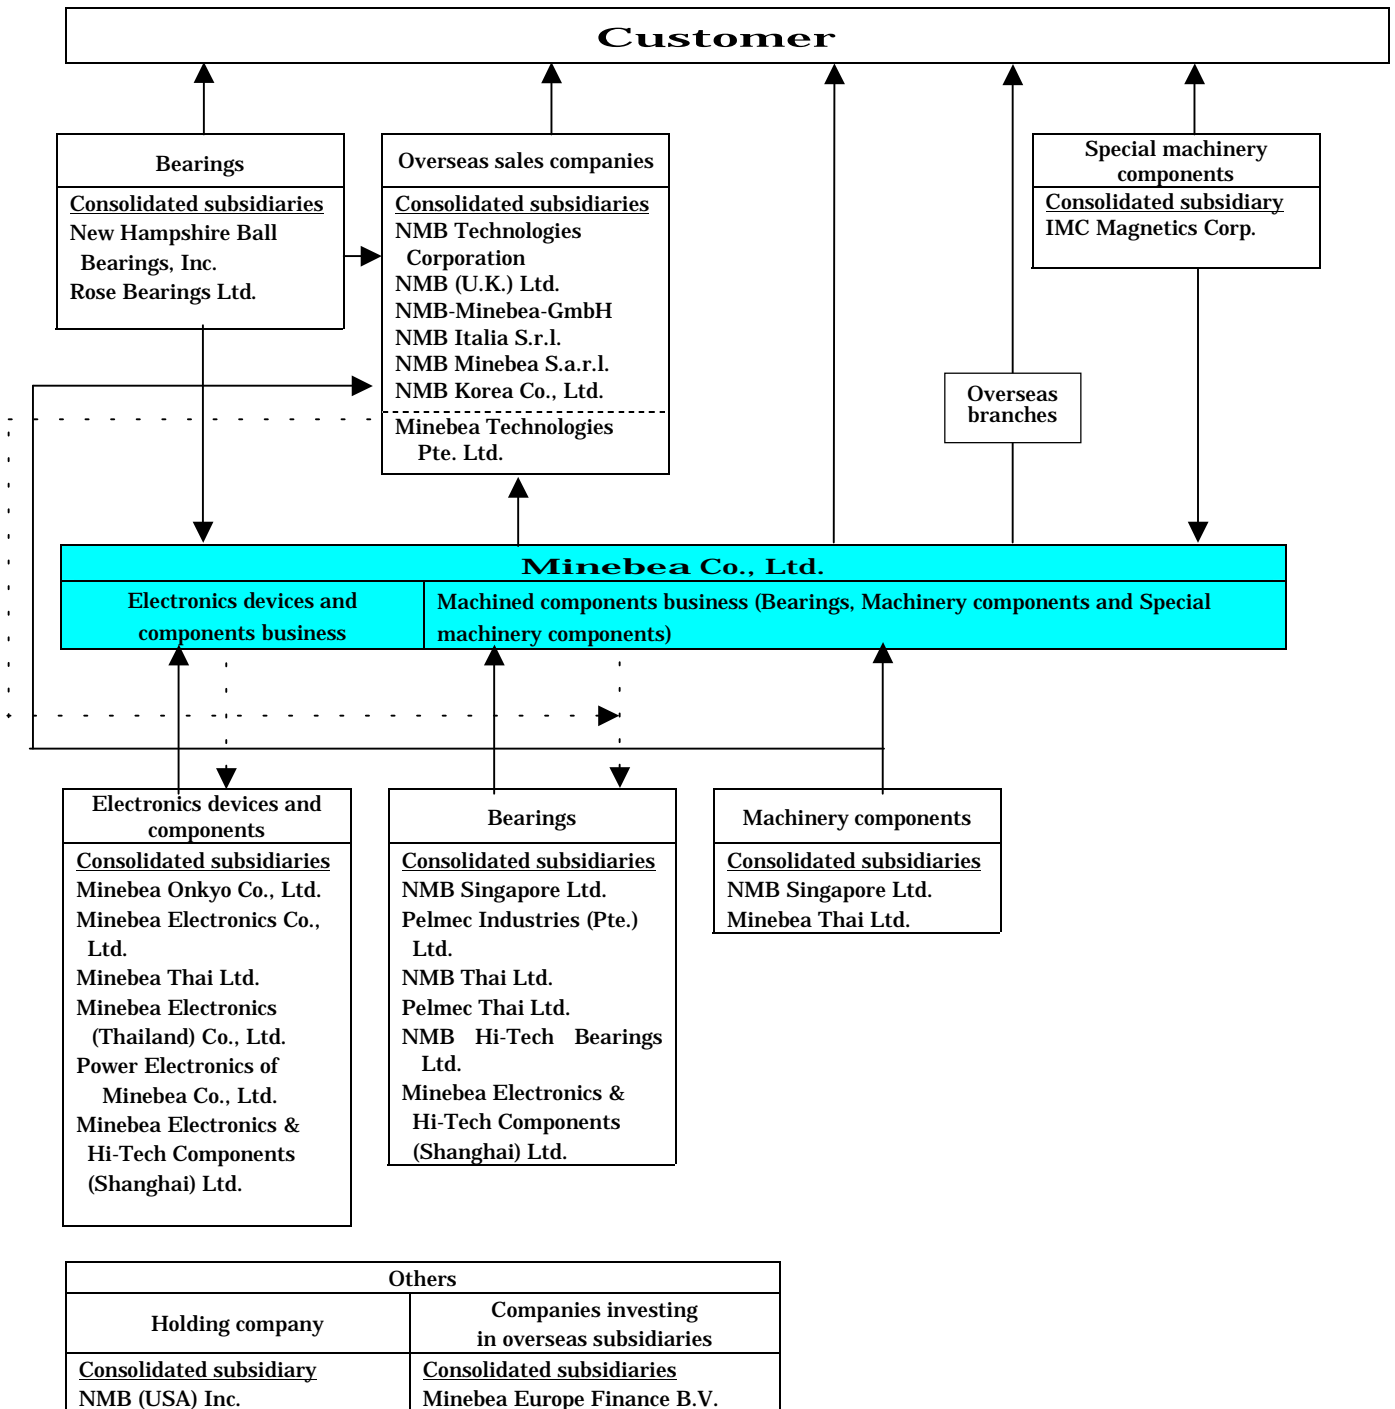 Customer
Bearings
Consolidated subsidiaries
New Hampshire Ball
Bearings, Inc.
Rose Bearings Ltd.
Overseas sales companies
Consolidated subsidiaries
NMB Technologies
Corporation
NMB (U.K.) Ltd.
NMB-Minebea-GmbH
NMB Italia S.r.l.
NMB Minebea S.a.r.l.
NMB Korea Co., Ltd.
Minebea Technologies
Pte. Ltd.
Special machinery
components
Consolidated subsidiary
IMC Magnetics Corp.
Overseas
branches
Minebea Co., Ltd.
Electronics devices and
components business
Machined components business (Bearings, Machinery components and Special
machinery components)
Electronics devices and
components
Consolidated subsidiaries
Minebea Onkyo Co., Ltd.
Minebea Electronics Co.,
Ltd.
Minebea Thai Ltd.
Minebea Electronics
(Thailand) Co., Ltd.
Power Electronics of
Minebea Co., Ltd.
Minebea Electronics &
Hi-Tech Components
(Shanghai) Ltd.
Bearings
Consolidated subsidiaries
NMB Singapore Ltd.
Pelmec Industries (Pte.)
Ltd.
NMB Thai Ltd.
Pelmec Thai Ltd.
NMB Hi-Tech Bearings
Ltd.
Minebea Electronics &
Hi-Tech Components
(Shanghai) Ltd.
Machinery components
Consolidated subsidiaries
NMB Singapore Ltd.
Minebea Thai Ltd.
Others
Holding company
Consolidated subsidiary
NMB (USA) Inc.
Companies investing
in overseas subsidiaries
Consolidated subsidiaries
Minebea Europe Finance B.V.